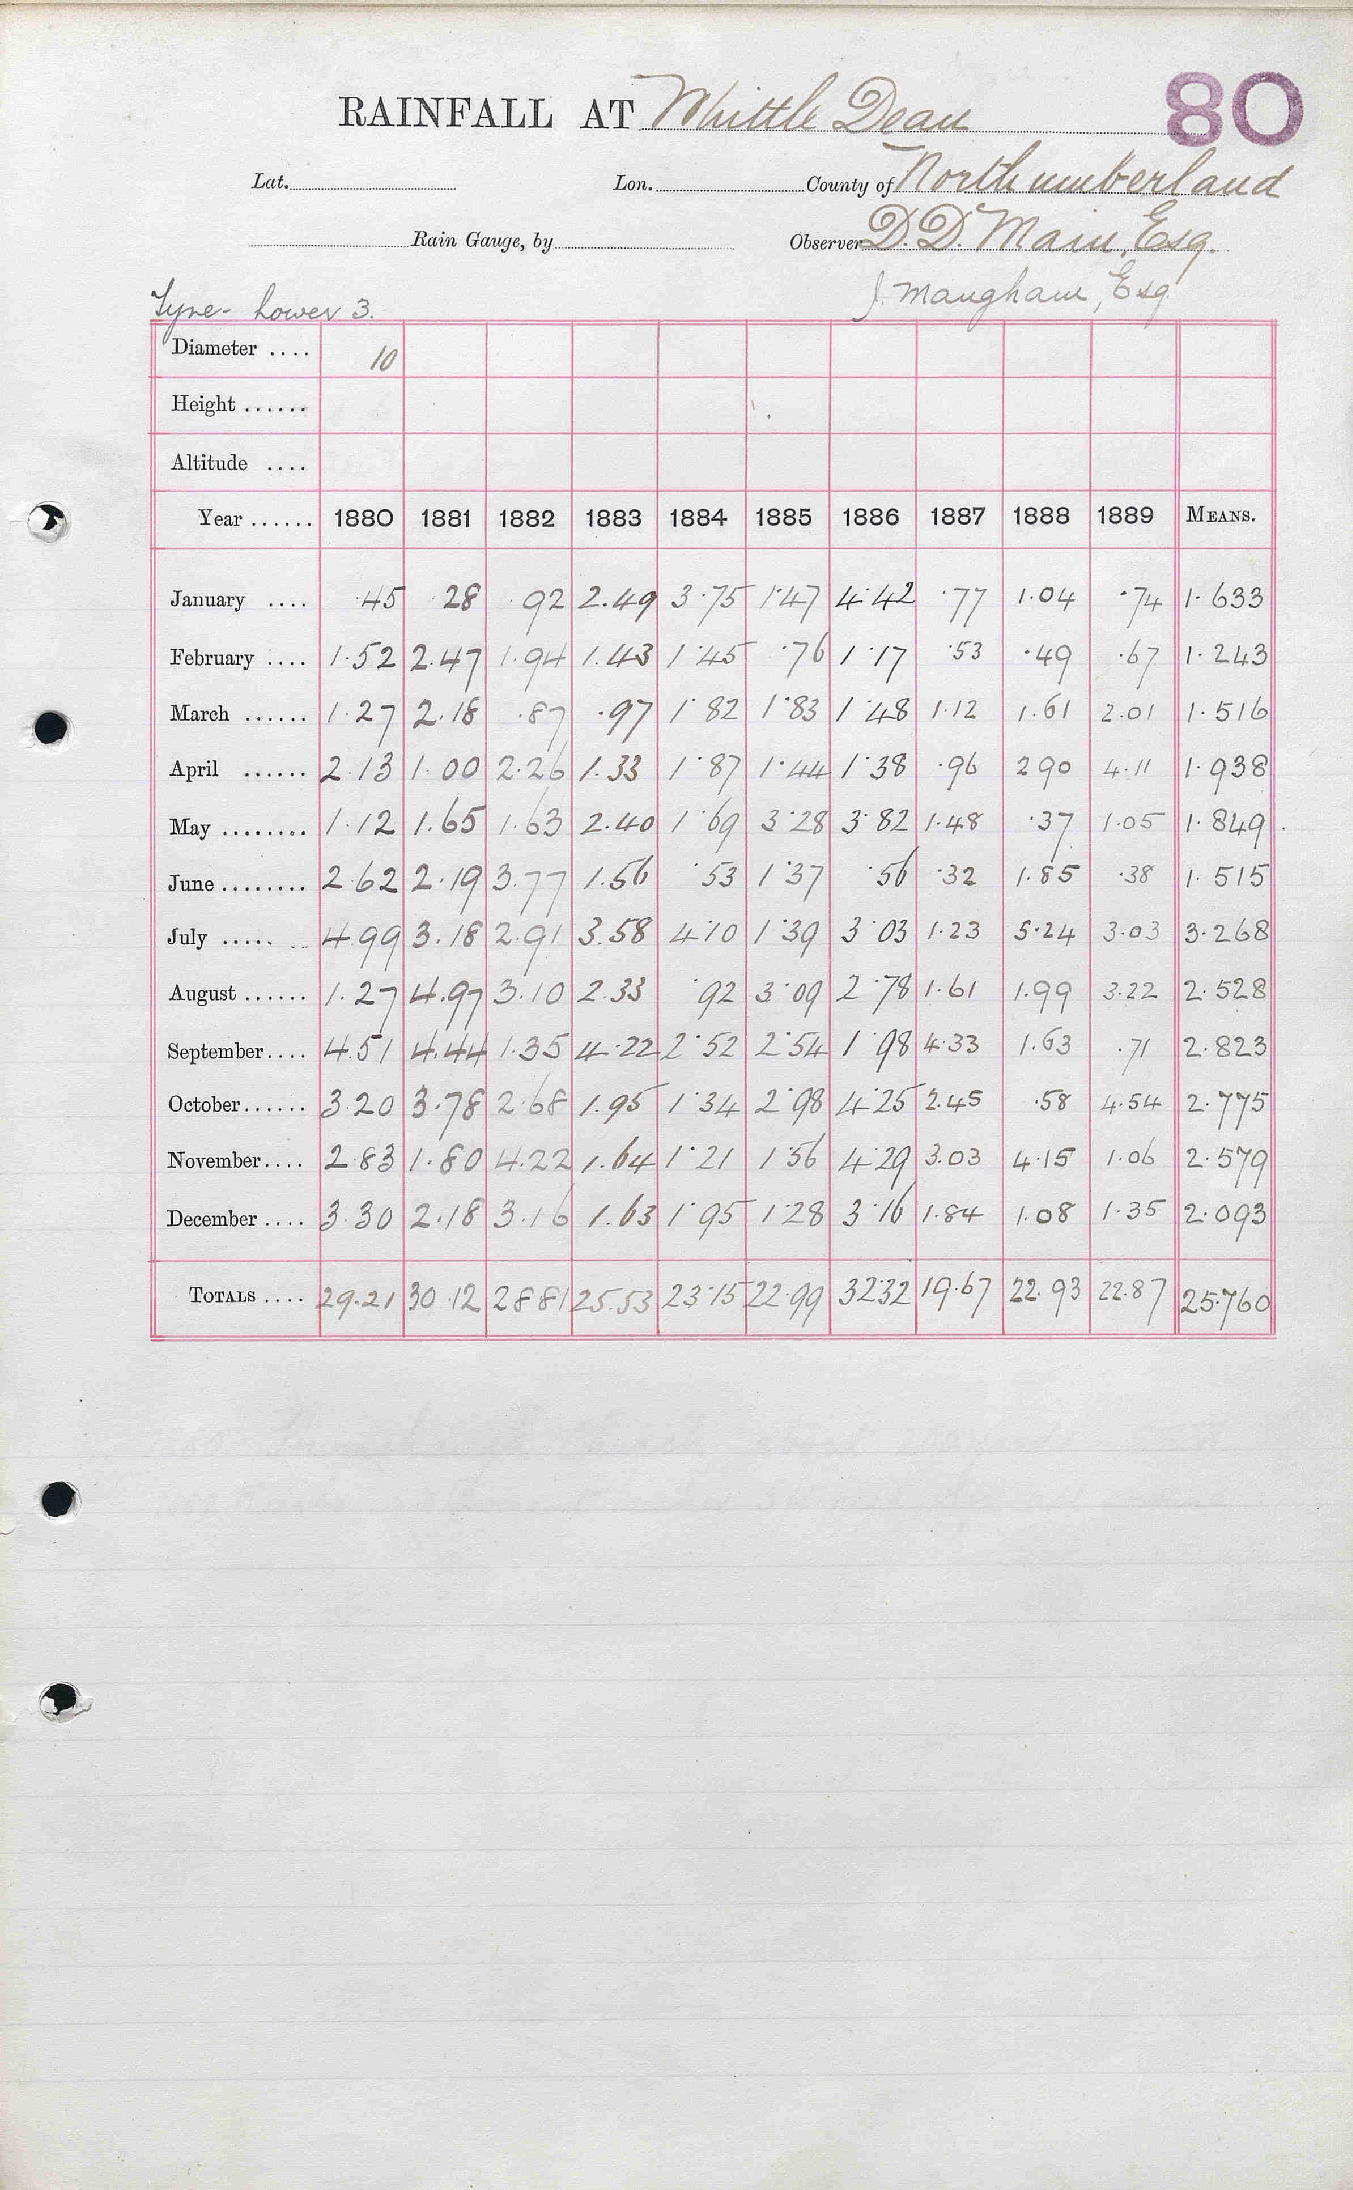 RAINFALL AT Whittle Dean 80
Lat. Lon. County of Northumberland
Rain Gauge, by Observer D. D. Main, Esq.
J. Maugham, Esq
Tyne - Lower 3.
Diameter .... 10
Height ......
Altitude ....
Year ...... 1880 1881 1882 1883 1884 1885 1886 1887 1888 1889 MEANS.
January .... .45 28 .92 2.49 3.75 1.47 4.42 .77 1.04 .74 1.633
February .... 1.52 2.47 1.94 1.43 1.45 .76 1.17 .53 .49 .67 1.243
March ...... 1.27 2.18 .87 .97 1.82 1.83 1.48 1.12 1.61 2.01 1.516
April ...... 2.13 1.00 2.26 1.33 1.87 1.44 1.38 .96 2.90 4.11 1.938
May ........ 1.12 1.65 1.63 2.40 1.69 3.28 3.82 1.48 .37 1.05 1.849
June ........ 2.62 2.19 3.77 1.56 .53 1.37 .56 .32 1.85 .38 1.515
July ..... 4.99 3.18 2.91 3.58 4.10 1.39 3.03 1.23 5.24 3.03 3.268
August ...... 1.27 4.97 3.10 2.33 .92 3.09 2.78 1.61 1.99 3.22 2.528
September .... 4.51 4.44 1.35 4.22 2.52 2.54 1.98 4.33 1.63 .71 2.823
October ...... 3.20 3.78 2.68 1.95 1.34 2.98 4.25 2.45 .58 4.54 2.775
November .... 2.83 1.80 4.22 1.64 1.21 1.56 4.29 3.03 4.15 1.06 2.579
December .... 3.30 2.18 3.16 1.63 1.95 1.28 3.16 1.84 1.08 1.35 2.093
TOTALS .... 29.21 30.12 28.81 25.53 23.15 22.99 32.32 19.67 22.93 22.87 25.760